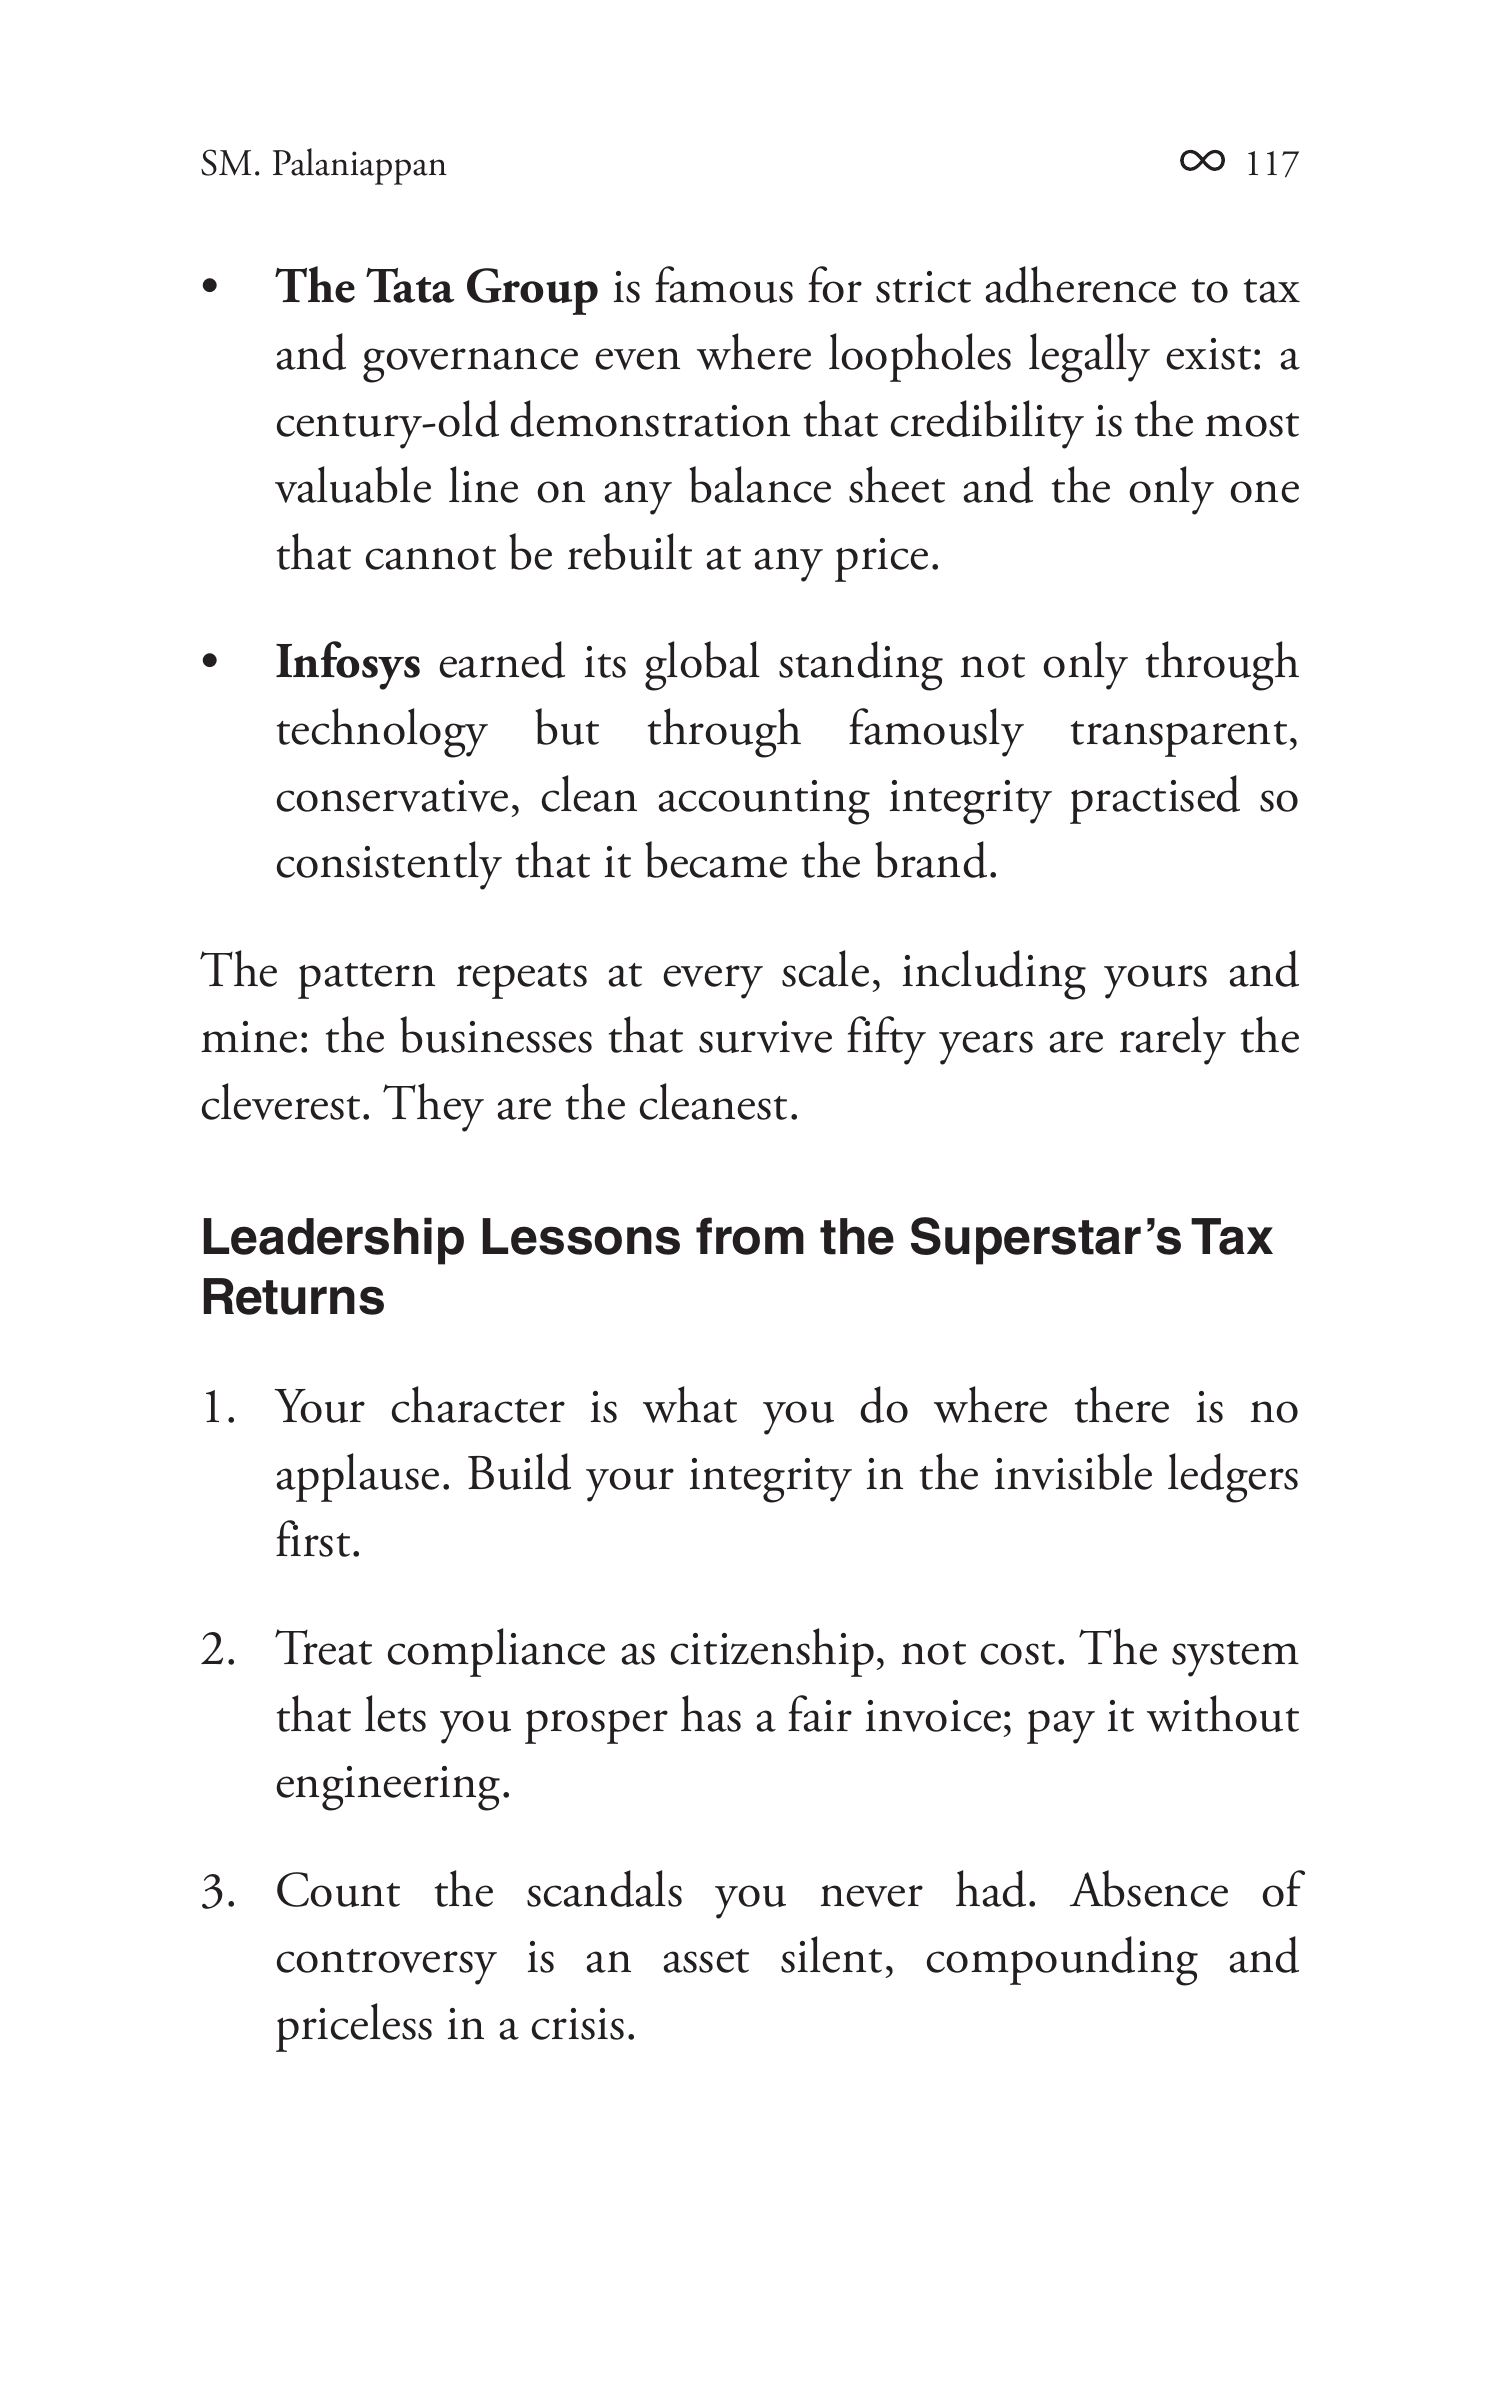 SM. Palaniappan ∞ 117
• The Tata Group is famous for strict adherence to tax
and governance even where loopholes legally exist: a
century-old demonstration that credibility is the most
valuable line on any balance sheet and the only one
that cannot be rebuilt at any price.
• Infosys earned its global standing not only through
technology but through famously transparent,
conservative, clean accounting integrity practised so
consistently that it became the brand.
The pattern repeats at every scale, including yours and
mine: the businesses that survive fifty years are rarely the
cleverest. They are the cleanest.
Leadership Lessons from the Superstar’s Tax
Returns
1. Your character is what you do where there is no
applause. Build your integrity in the invisible ledgers
first.
2. Treat compliance as citizenship, not cost. The system
that lets you prosper has a fair invoice; pay it without
engineering.
3. Count the scandals you never had. Absence of
controversy is an asset silent, compounding and
priceless in a crisis.